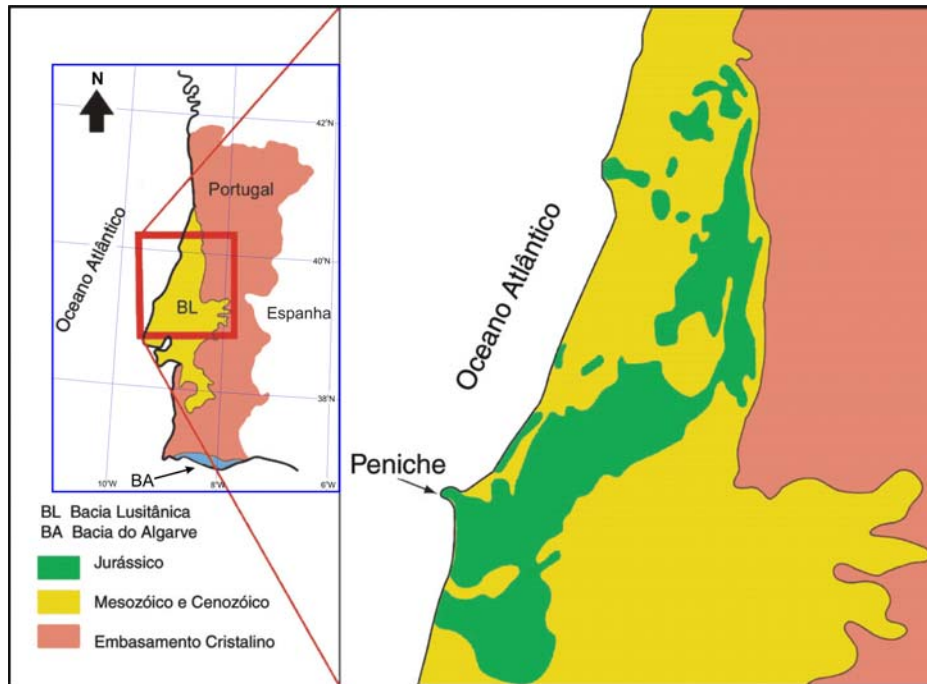 N
42°N
Portugal
Oceano Atlântico
40°N
BL
Espanha
38°N
BA
10°W
8°W
6°W
BL Bacia Lusitânica
BA Bacia do Algarve
Jurássico
Mesozóico e Cenozóico
Embasamento Cristalino
Oceano Atlântico
Peniche